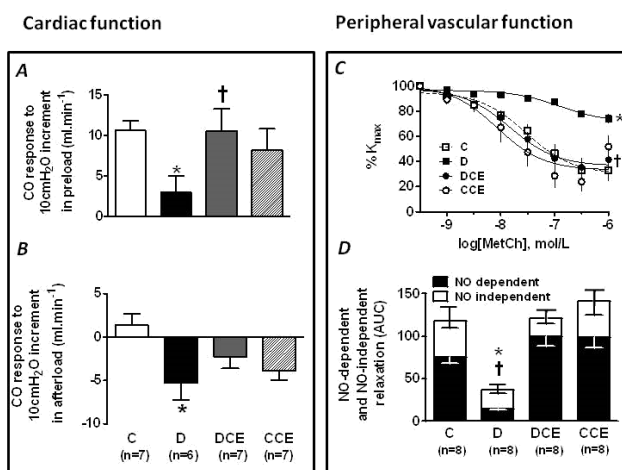 Cardiac function
Peripheral vascular function
A
CO response to
10cmH₂O increment
in preload (ml.min⁻¹)
15
10
5
0
*
†
B
CO response to
10cmH₂O increment
in afterload (ml.min⁻¹)
5
0
-5
-10
*
C
(n=7)
D
(n=6)
DCE
(n=7)
CCE
(n=7)
C
% Kmax
100
80
60
40
20
0
C
D
DCE
CCE
*
†
-9
-8
-7
-6
log[MetCh], mol/L
D
NO-dependent
and NO-independent
relaxation (AUC)
NO dependent
NO independent
150
100
50
0
*
†
C
(n=8)
D
(n=8)
DCE
(n=8)
CCE
(n=8)